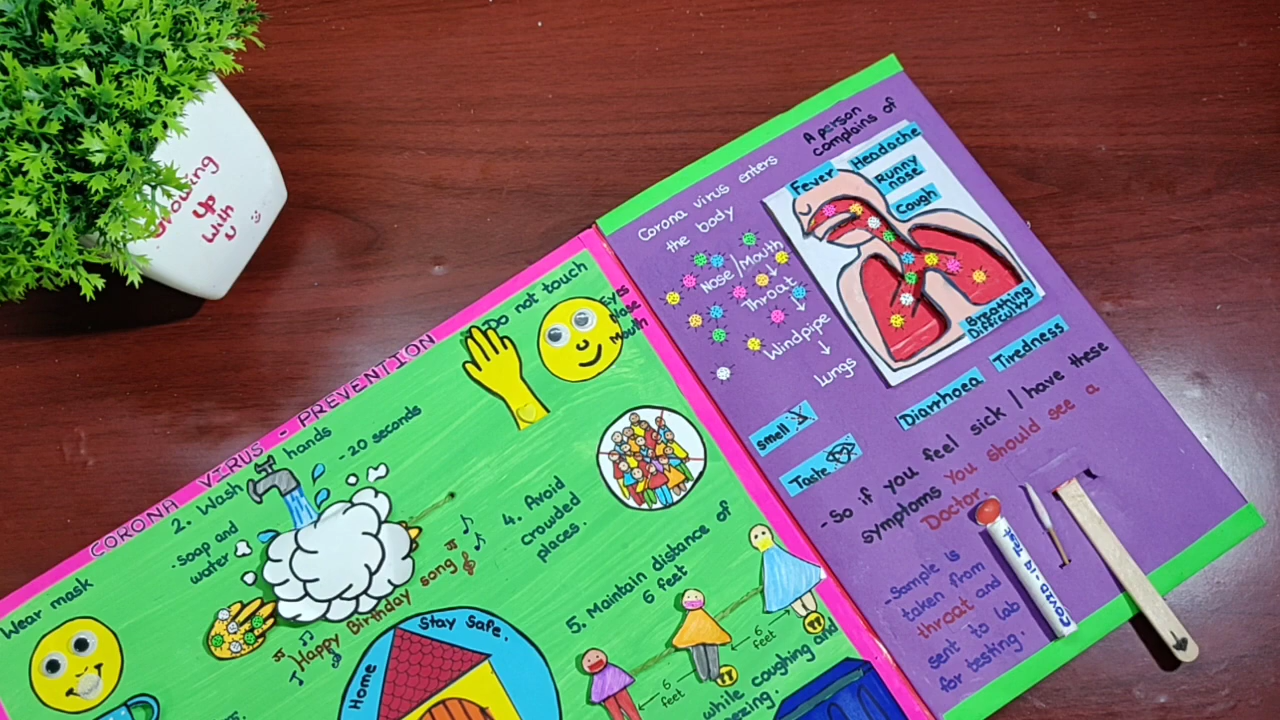 Growing
Up
with
U
CORONA VIRUS - PREVENTION
Wear mask
2. Wash hands
-20 seconds
-Soap and
water
Happy Birthday song
Do not touch
Eyes
Nose
Mouth
4. Avoid
crowded
places.
5. Maintain distance of
6 feet
6
feet
6
feet
while coughing and
Home
Stay Safe.
Corona virus enters
the body
Nose/Mouth
Throat
Windpipe
Lungs
A person
complains of
Fever
Headache
Runny
nose
Cough
Breathing
Difficulty
Tiredness
Diarrhoea
smell
Taste
-So if you feel sick / have these
symptoms You should see a
Doctor.
-Sample is
taken from
throat and
sent to lab
for testing.
Covid-19 Test